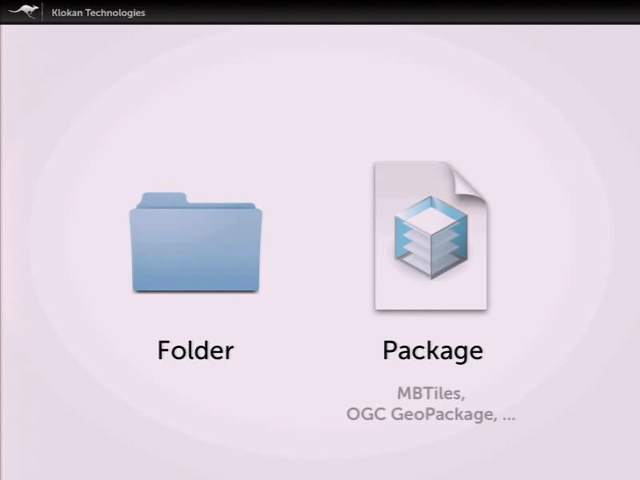 Klokan Technologies
Folder
Package
MBTiles,
OGC GeoPackage, ...